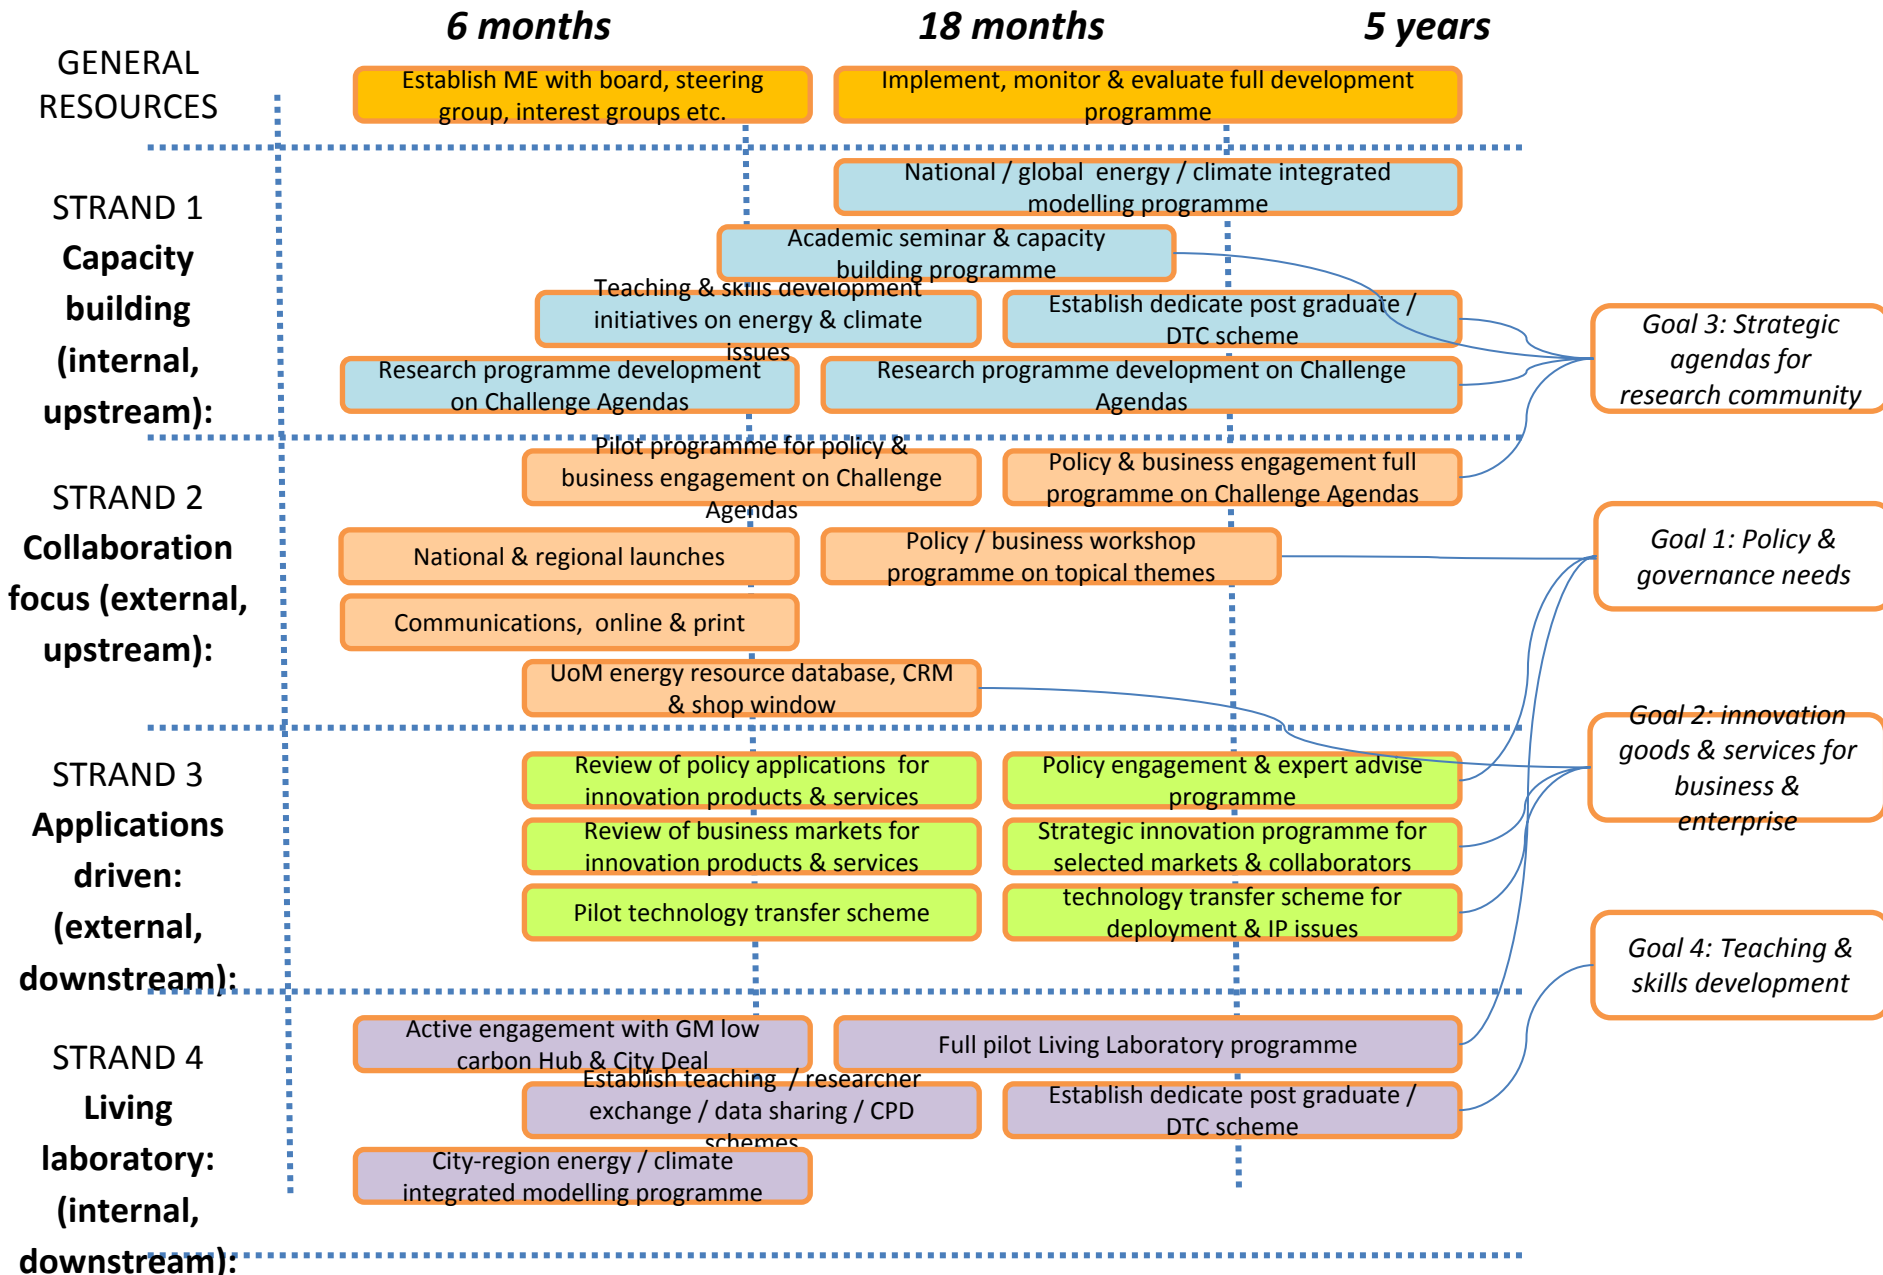 6 months
18 months
5 years
GENERAL
RESOURCES
Establish ME with board, steering
group, interest groups etc.
Implement, monitor & evaluate full development
programme
STRAND 1
Capacity
building
(internal,
upstream):
National / global energy / climate integrated
modelling programme
Academic seminar & capacity
building programme
Teaching & skills development
initiatives on energy & climate
issues
Establish dedicate post graduate /
DTC scheme
Research programme development
on Challenge Agendas
Research programme development on Challenge
Agendas
Goal 3: Strategic
agendas for
research community
STRAND 2
Collaboration
focus (external,
upstream):
Pilot programme for policy &
business engagement on Challenge
Agendas
Policy & business engagement full
programme on Challenge Agendas
National & regional launches
Policy / business workshop
programme on topical themes
Communications, online & print
UoM energy resource database, CRM
& shop window
Goal 1: Policy &
governance needs
STRAND 3
Applications
driven:
(external,
downstream):
Review of policy applications for
innovation products & services
Policy engagement & expert advise
programme
Review of business markets for
innovation products & services
Strategic innovation programme for
selected markets & collaborators
Pilot technology transfer scheme
technology transfer scheme for
deployment & IP issues
Goal 2: innovation
goods & services for
business &
enterprise
Goal 4: Teaching &
skills development
STRAND 4
Living
laboratory:
(internal,
downstream):
Active engagement with GM low
carbon Hub & City Deal
Full pilot Living Laboratory programme
Establish teaching / researcher
exchange / data sharing / CPD
schemes
Establish dedicate post graduate /
DTC scheme
City-region energy / climate
integrated modelling programme